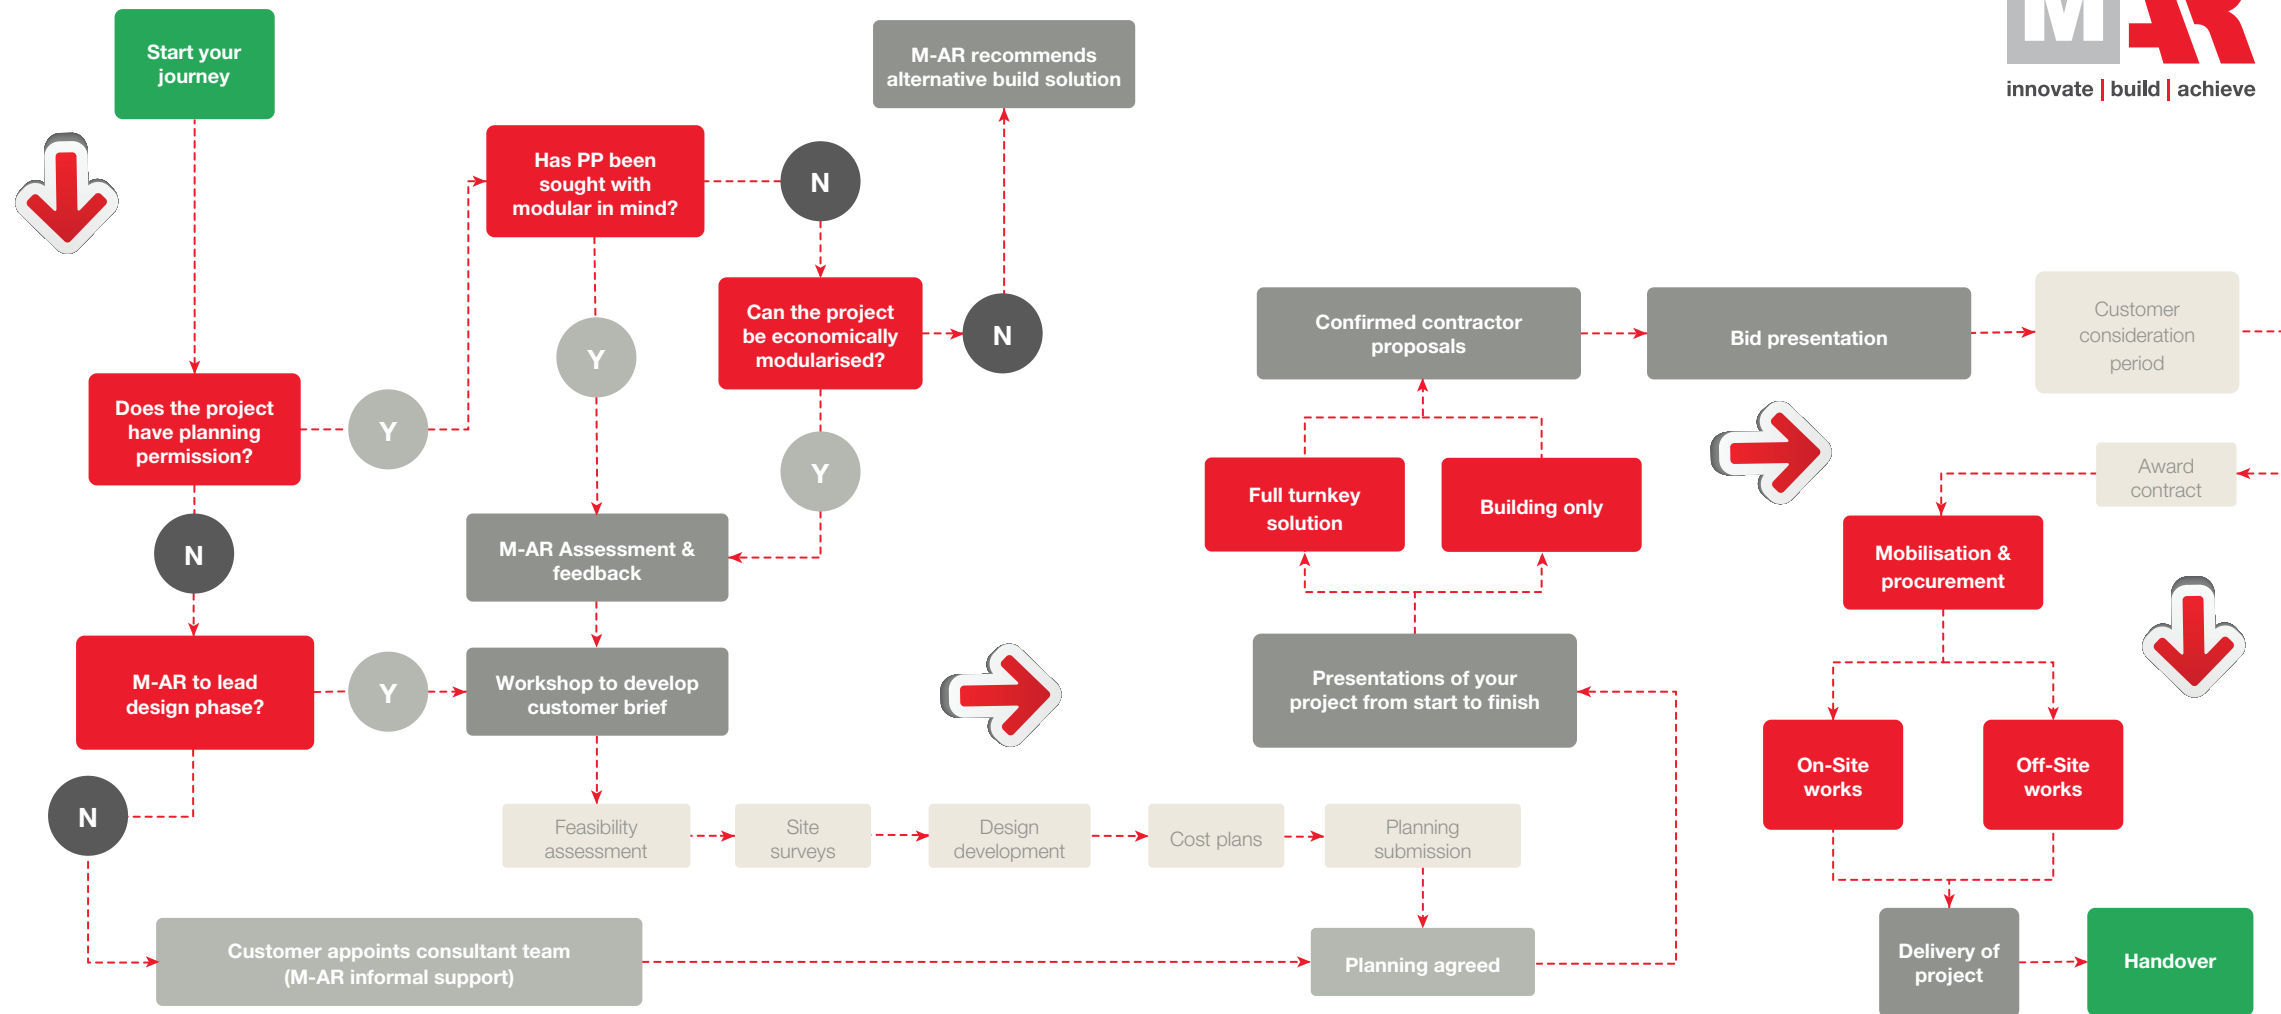 Start your
journey
M-AR recommends
alternative build solution
M AR
innovate | build | achieve
Has PP been
sought with
modular in mind?
N
Can the project
be economically
modularised?
N
Y
Y
Does the project
have planning
permission?
Y
N
M-AR Assessment &
feedback
M-AR to lead
design phase?
Y
Workshop to develop
customer brief
N
Feasibility
assessment
Site
surveys
Design
development
Cost plans
Planning
submission
Customer appoints consultant team
(M-AR informal support)
Planning agreed
Presentations of your
project from start to finish
Full turnkey
solution
Building only
Confirmed contractor
proposals
Bid presentation
Customer
consideration
period
Award
contract
Mobilisation &
procurement
On-Site
works
Off-Site
works
Delivery of
project
Handover